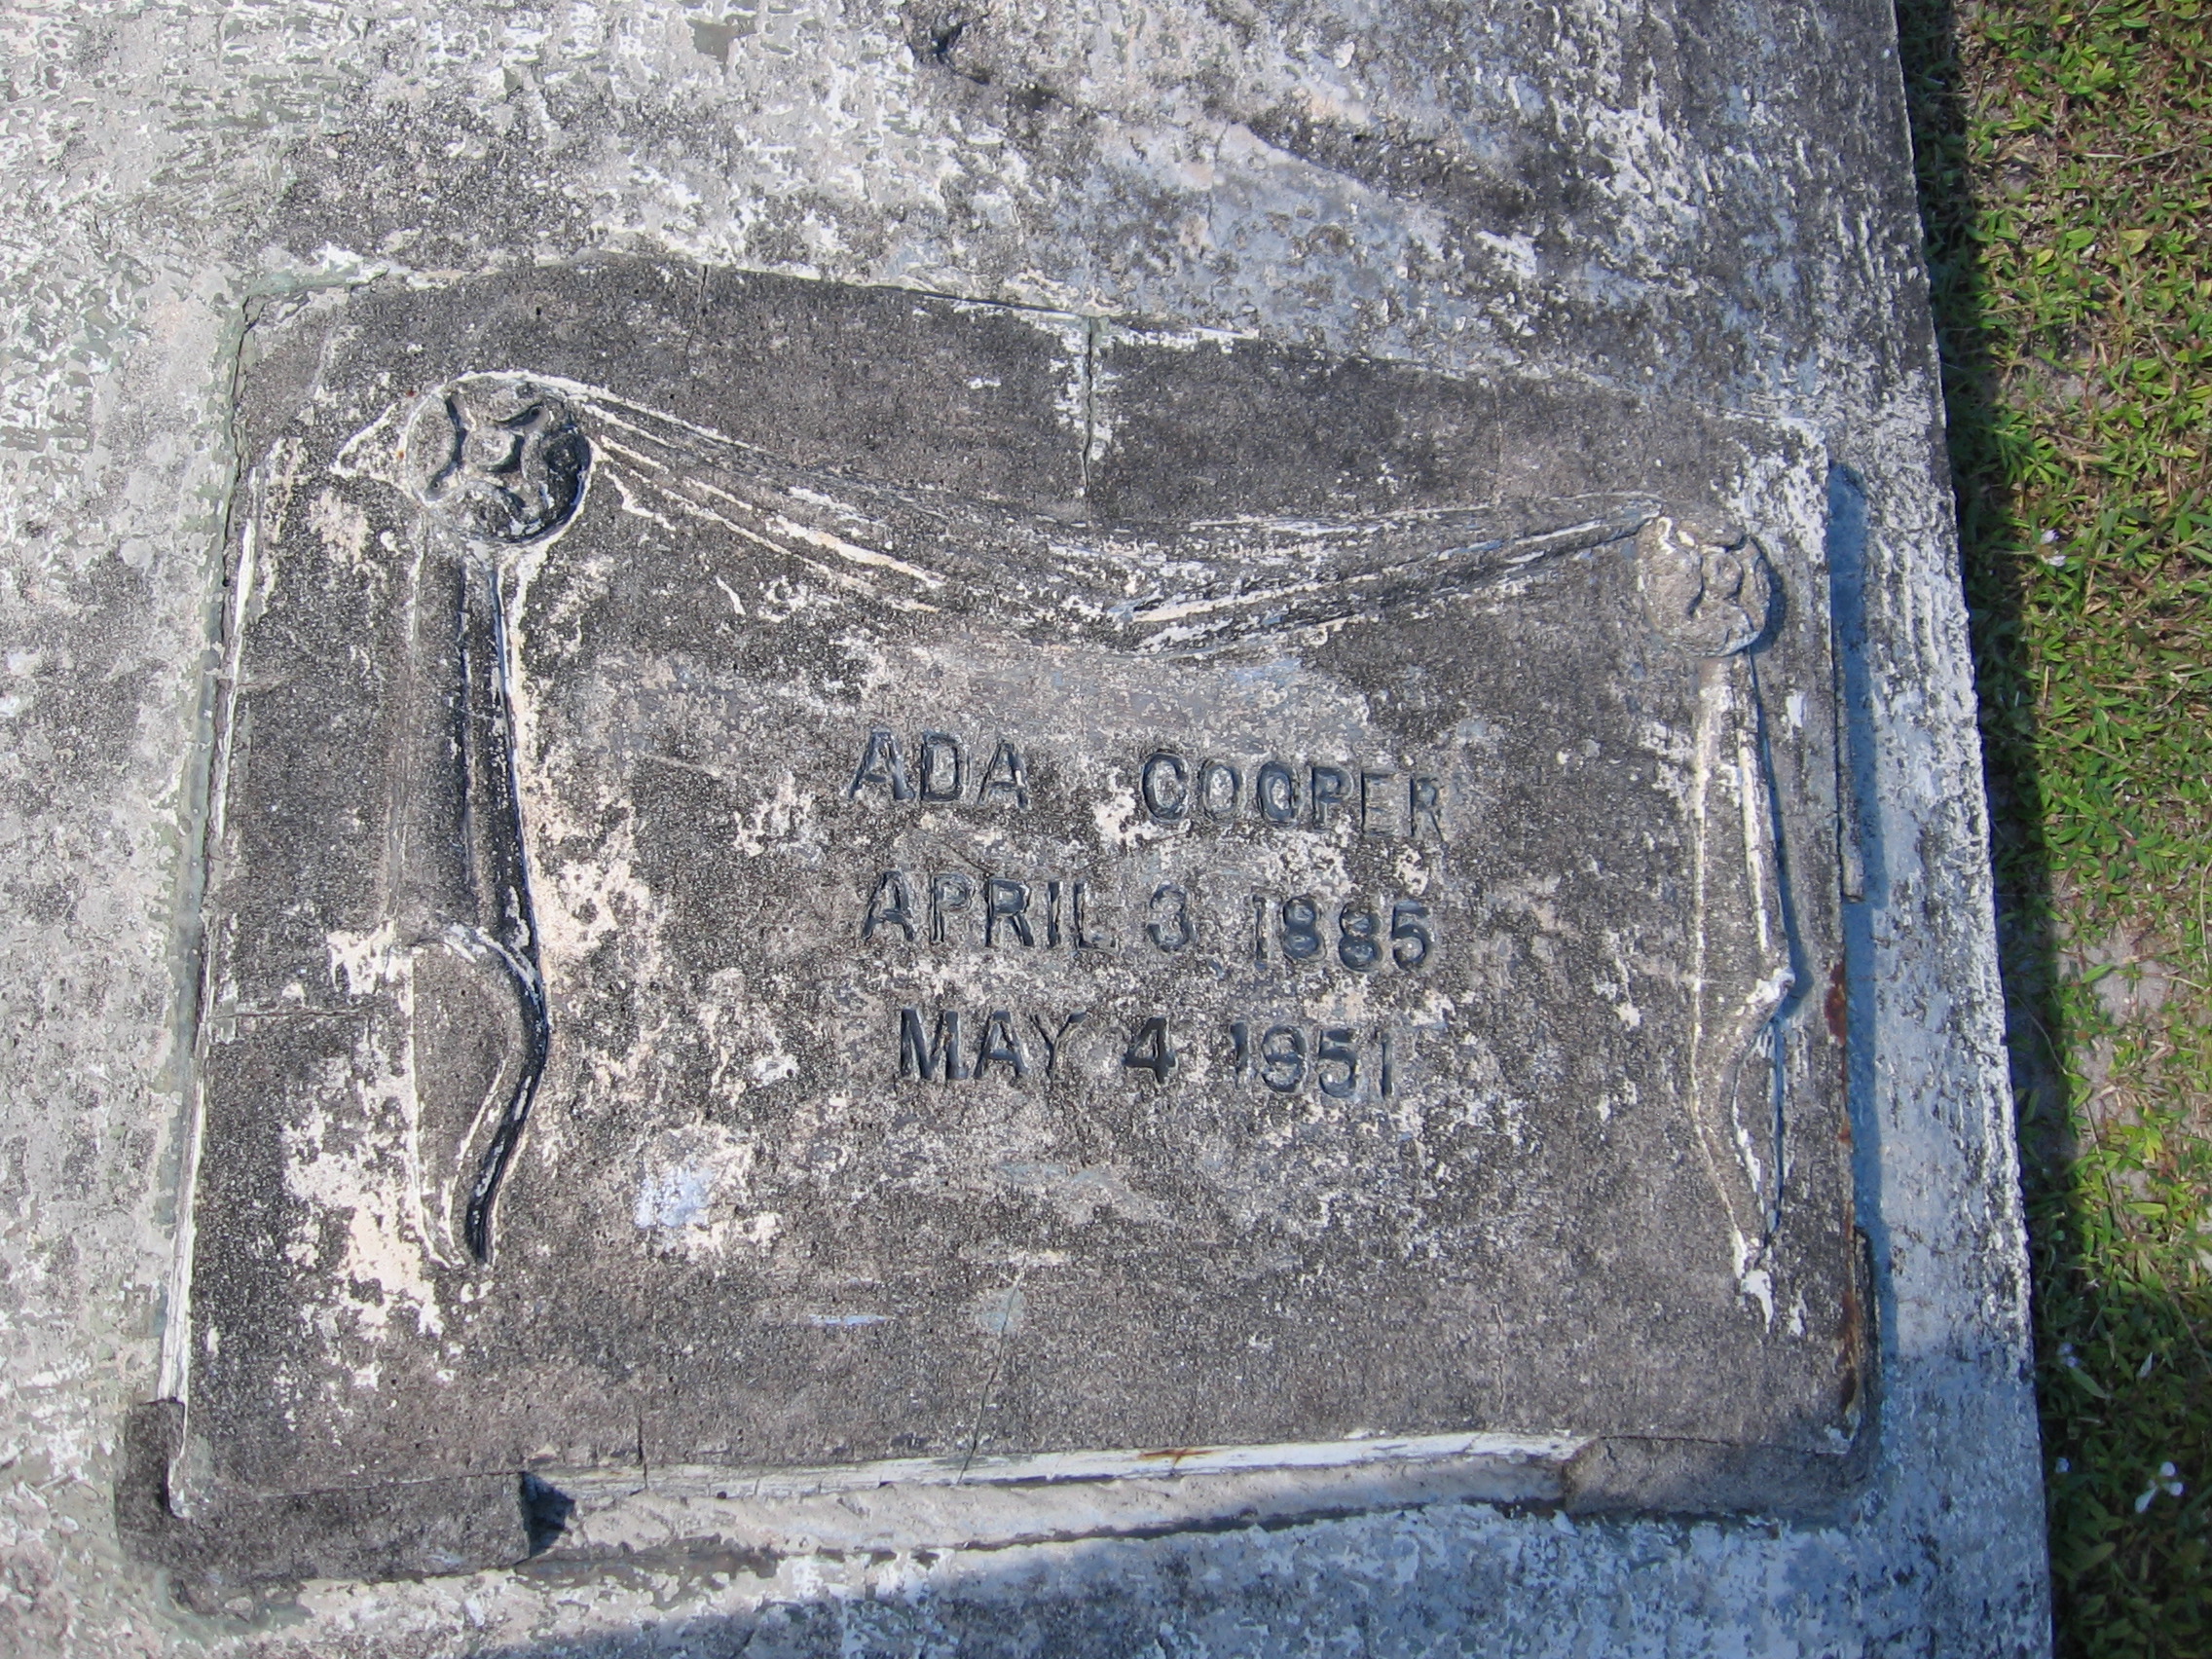 ADA COOPER
APRIL 3, 1885
MAY 4 1951